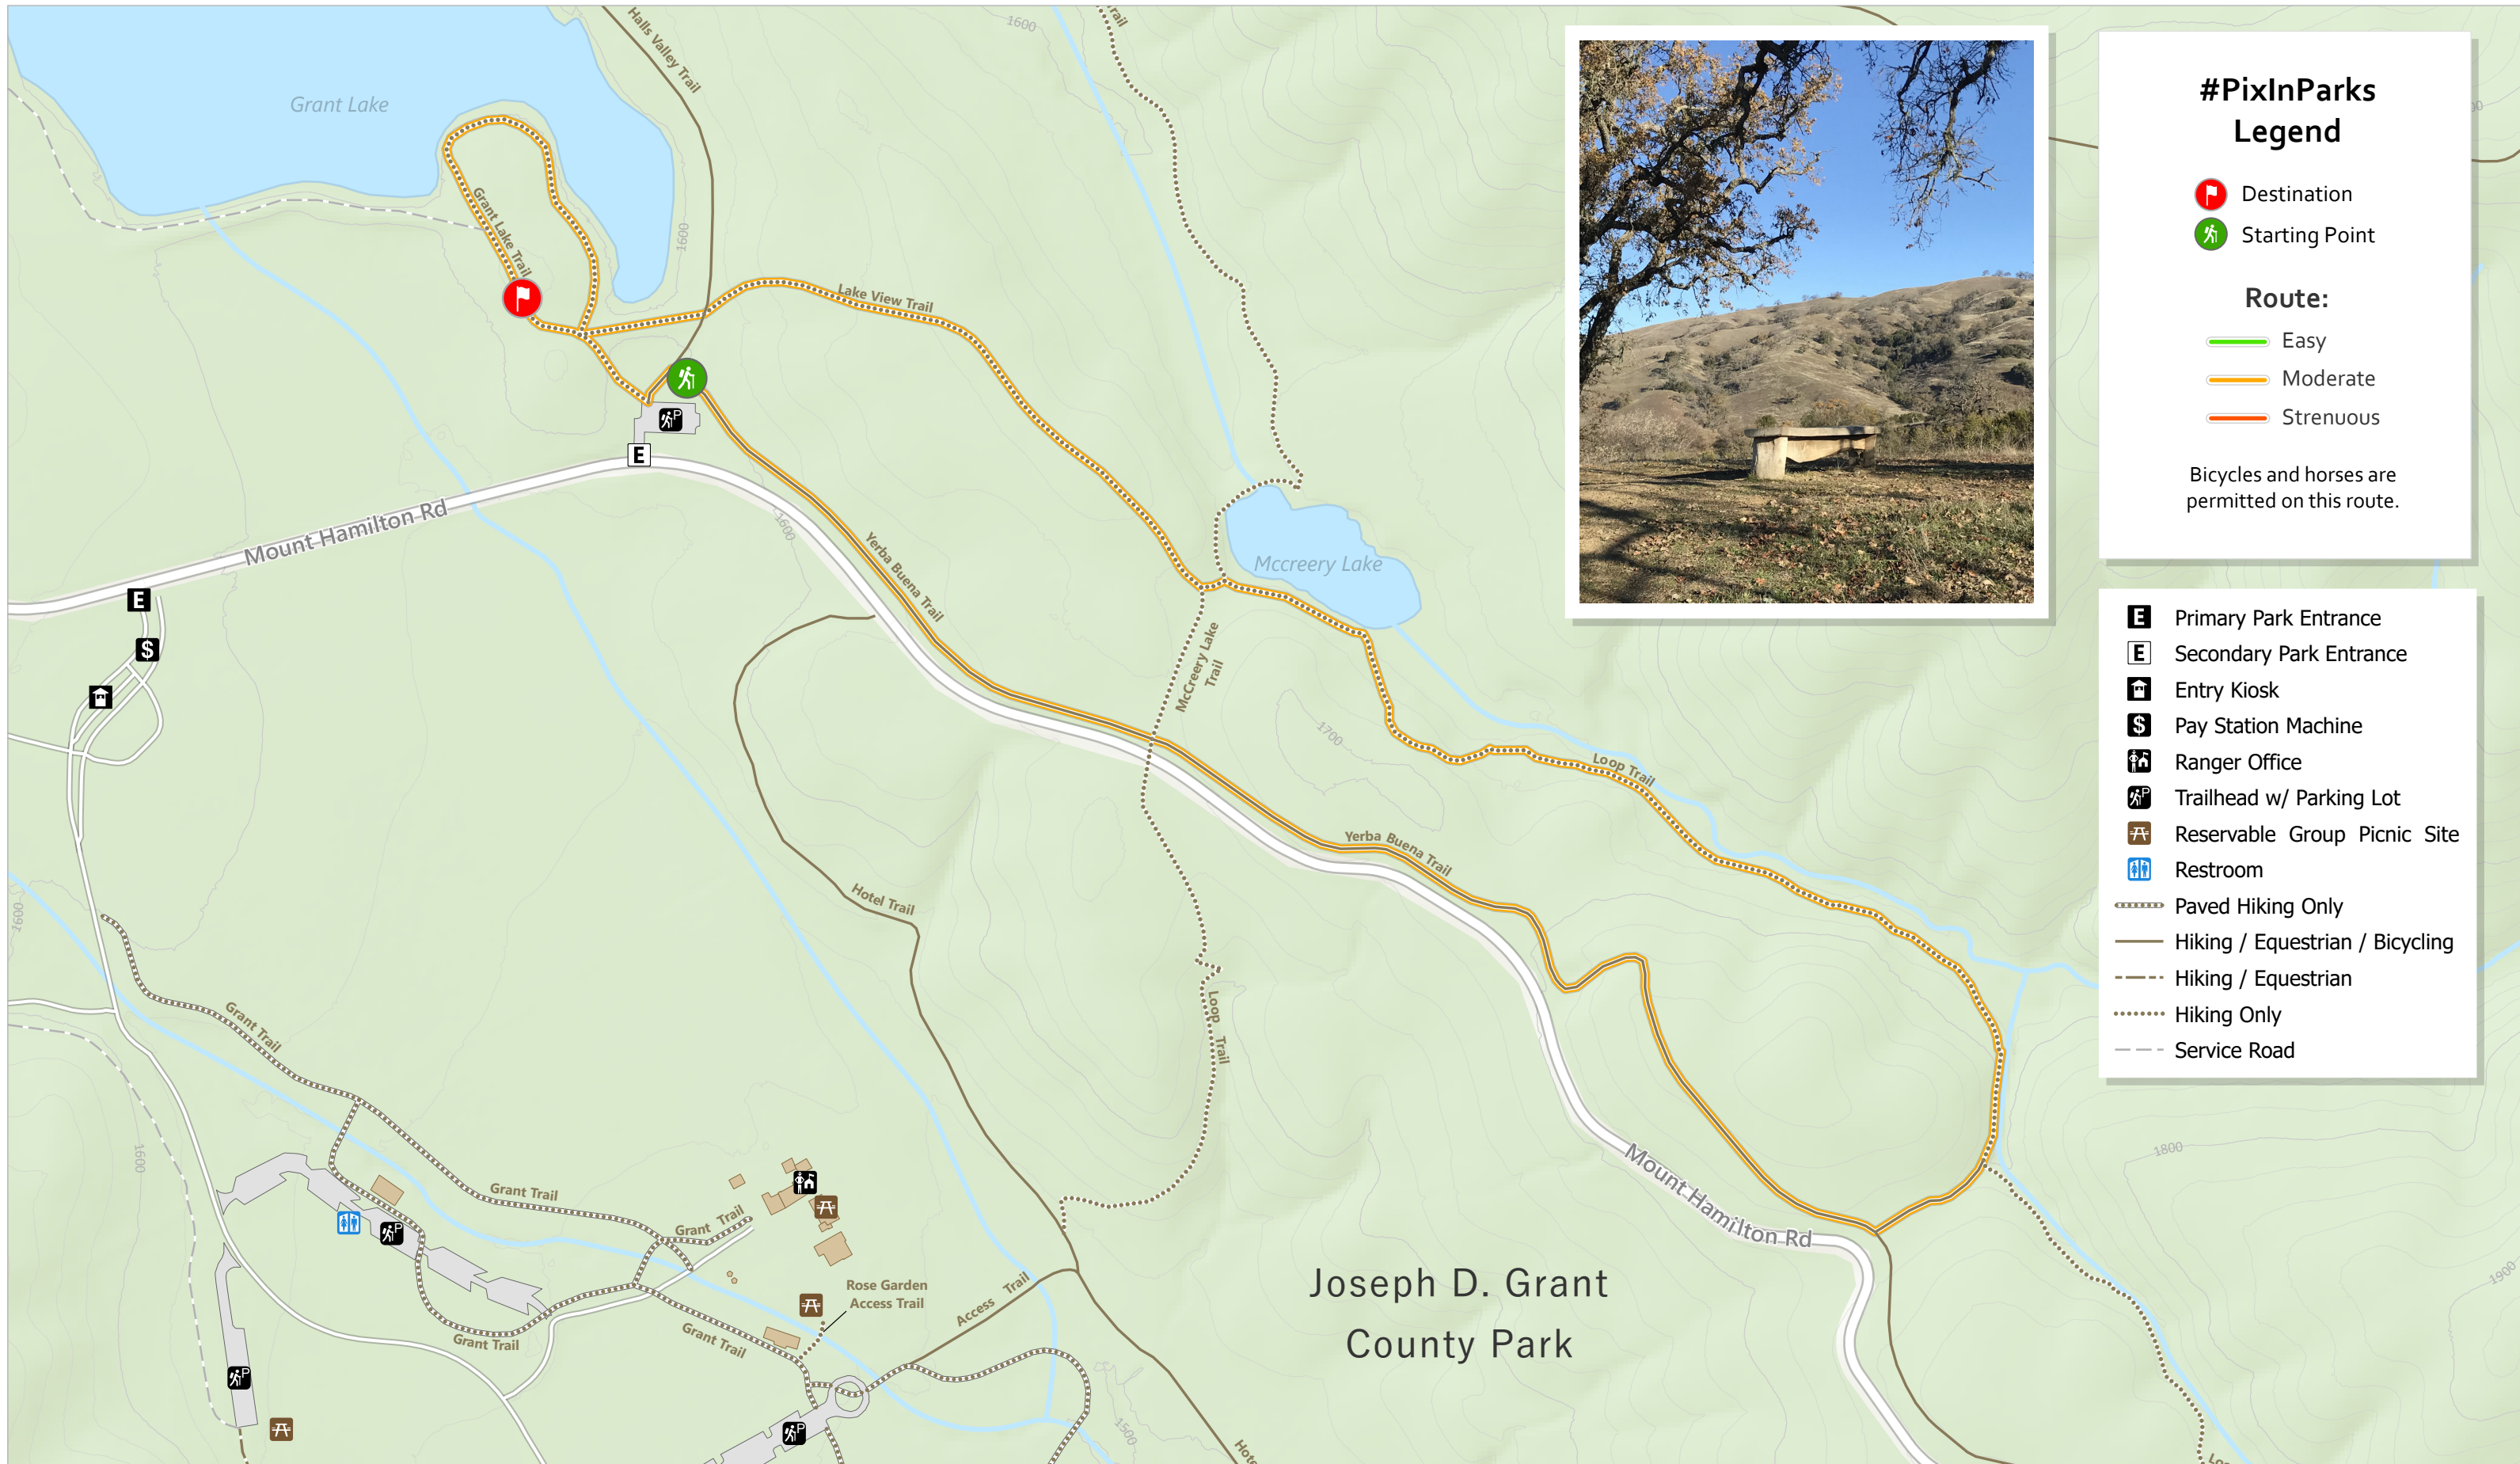 Halls Valley Trail
Trail
1600
Grant Lake
Grant Lake Trail
1600
Lake View Trail
Mount Hamilton Rd
E
E
$
P
1600
Yerba Buena Trail
Mccreery Lake
McCreery Lake
Trail
1700
Loop Trail
Yerba Buena Trail
Hotel Trail
1600
Loop Trail
Grant Trail
1600
Grant Trail
Grant Trail
P
Mount Hamilton Rd
1800
1900
Rose Garden
Access Trail
Access Trail
Grant Trail
Grant Trail
P
P
1500
Joseph D. Grant
County Park
#PixInParks
Legend
Destination
Starting Point
Route:
Easy
Moderate
Strenuous
Bicycles and horses are
permitted on this route.
E Primary Park Entrance
E Secondary Park Entrance
Entry Kiosk
$ Pay Station Machine
Ranger Office
P Trailhead w/ Parking Lot
Reservable Group Picnic Site
Restroom
Paved Hiking Only
Hiking / Equestrian / Bicycling
Hiking / Equestrian
Hiking Only
Service Road